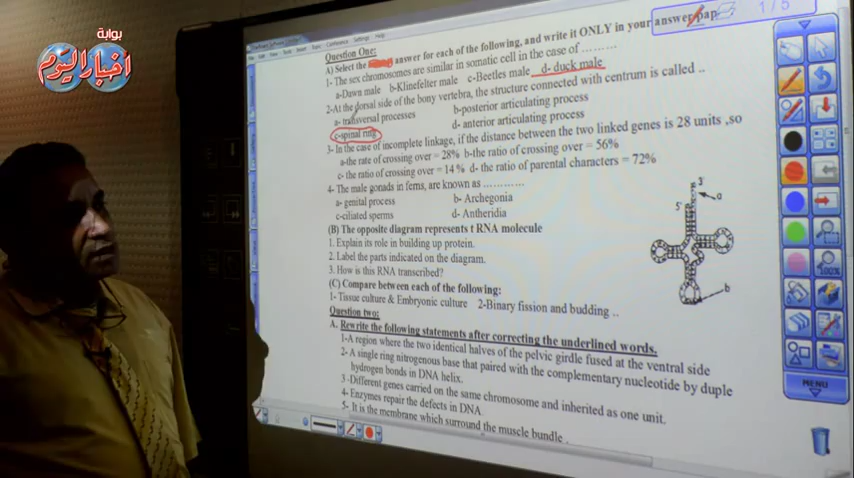 بوابة
أخبار اليوم
1 / 5
Tools Conference Settings Help
Question One:
A) Select the answer for each of the following, and write it ONLY in your answer pap
1- The sex chromosomes are similar in somatic cell in the case of ………
a-Dawn male b-Klinefelter male c-Beetles male d- duck male
2-At the dorsal side of the bony vertebra, the structure connected with centrum is called ..
a- transversal processes b-posterior articulating process
c-spinal ring d- anterior articulating process
3- In the case of incomplete linkage, if the distance between the two linked genes is 28 units ,so
a-the rate of crossing over = 28% b-the ratio of crossing over = 56%
c- the ratio of crossing over = 14 % d- the ratio of parental characters = 72%
4- The male gonads in ferns, are known as …………
a- genital process b- Archegonia
c-ciliated sperms d- Antheridia
(B) The opposite diagram represents t RNA molecule
1. Explain its role in building up protein.
2. Label the parts indicated on the diagram.
3. How is this RNA transcribed?
3'
5'
a
b
(C) Compare between each of the following:
1- Tissue culture & Embryonic culture 2-Binary fission and budding ..
Question two:
A. Rewrite the following statements after correcting the underlined words.
1-A region where the two identical halves of the pelvic girdle fused at the ventral side
2- A single ring nitrogenous base that paired with the complementary nucleotide by duple
hydrogen bonds in DNA helix.
3 -Different genes carried on the same chromosome and inherited as one unit.
4- Enzymes repair the defects in DNA
5- It is the membrane which surround the muscle bundle .
100%
MENU